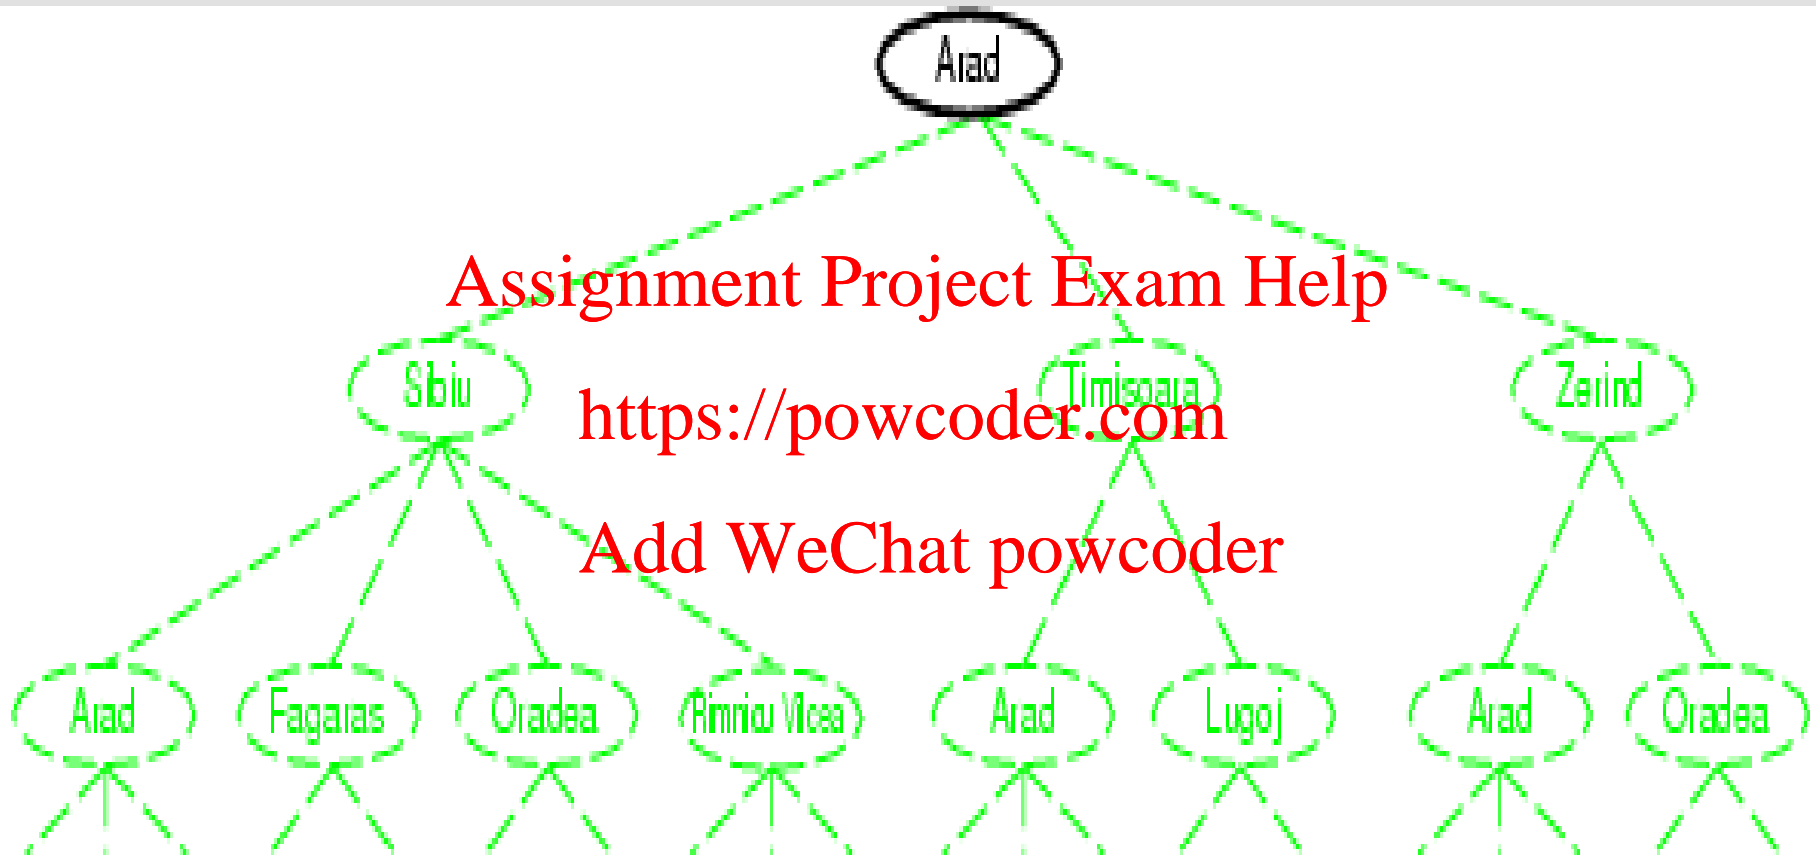 Arad
Assignment Project Exam Help
Sibiu Timisoara Zerind
https://powcoder.com
Add WeChat powcoder
Arad Fagaras Oradea Rimnicu Vilcea Arad Lugoj Arad Oradea